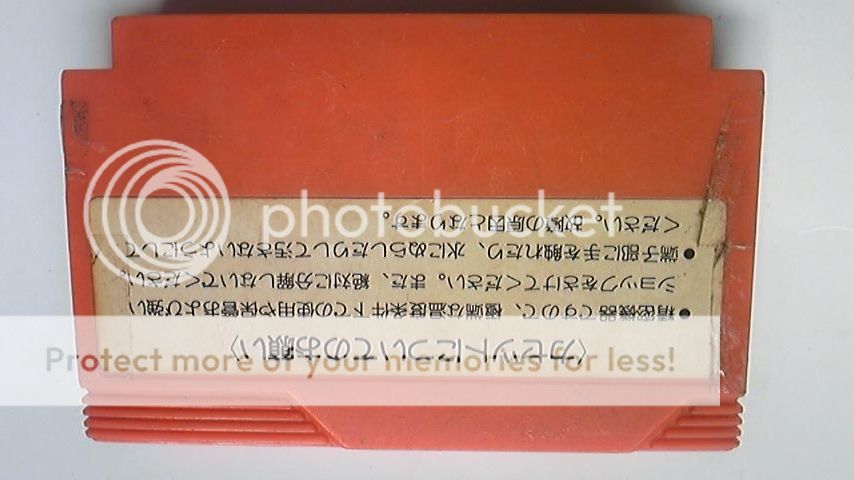 〈カセットについてのお願い〉
●精密機器ですので、極端な温度条件下での使用や保管および強い
ショックをさけてください。また、絶対に分解しないでください。
●端子部に手を触れたり、水にぬらしたりして汚さないようにして
ください。故障の原因となります。
photobucket
Protect more of your memories for less!